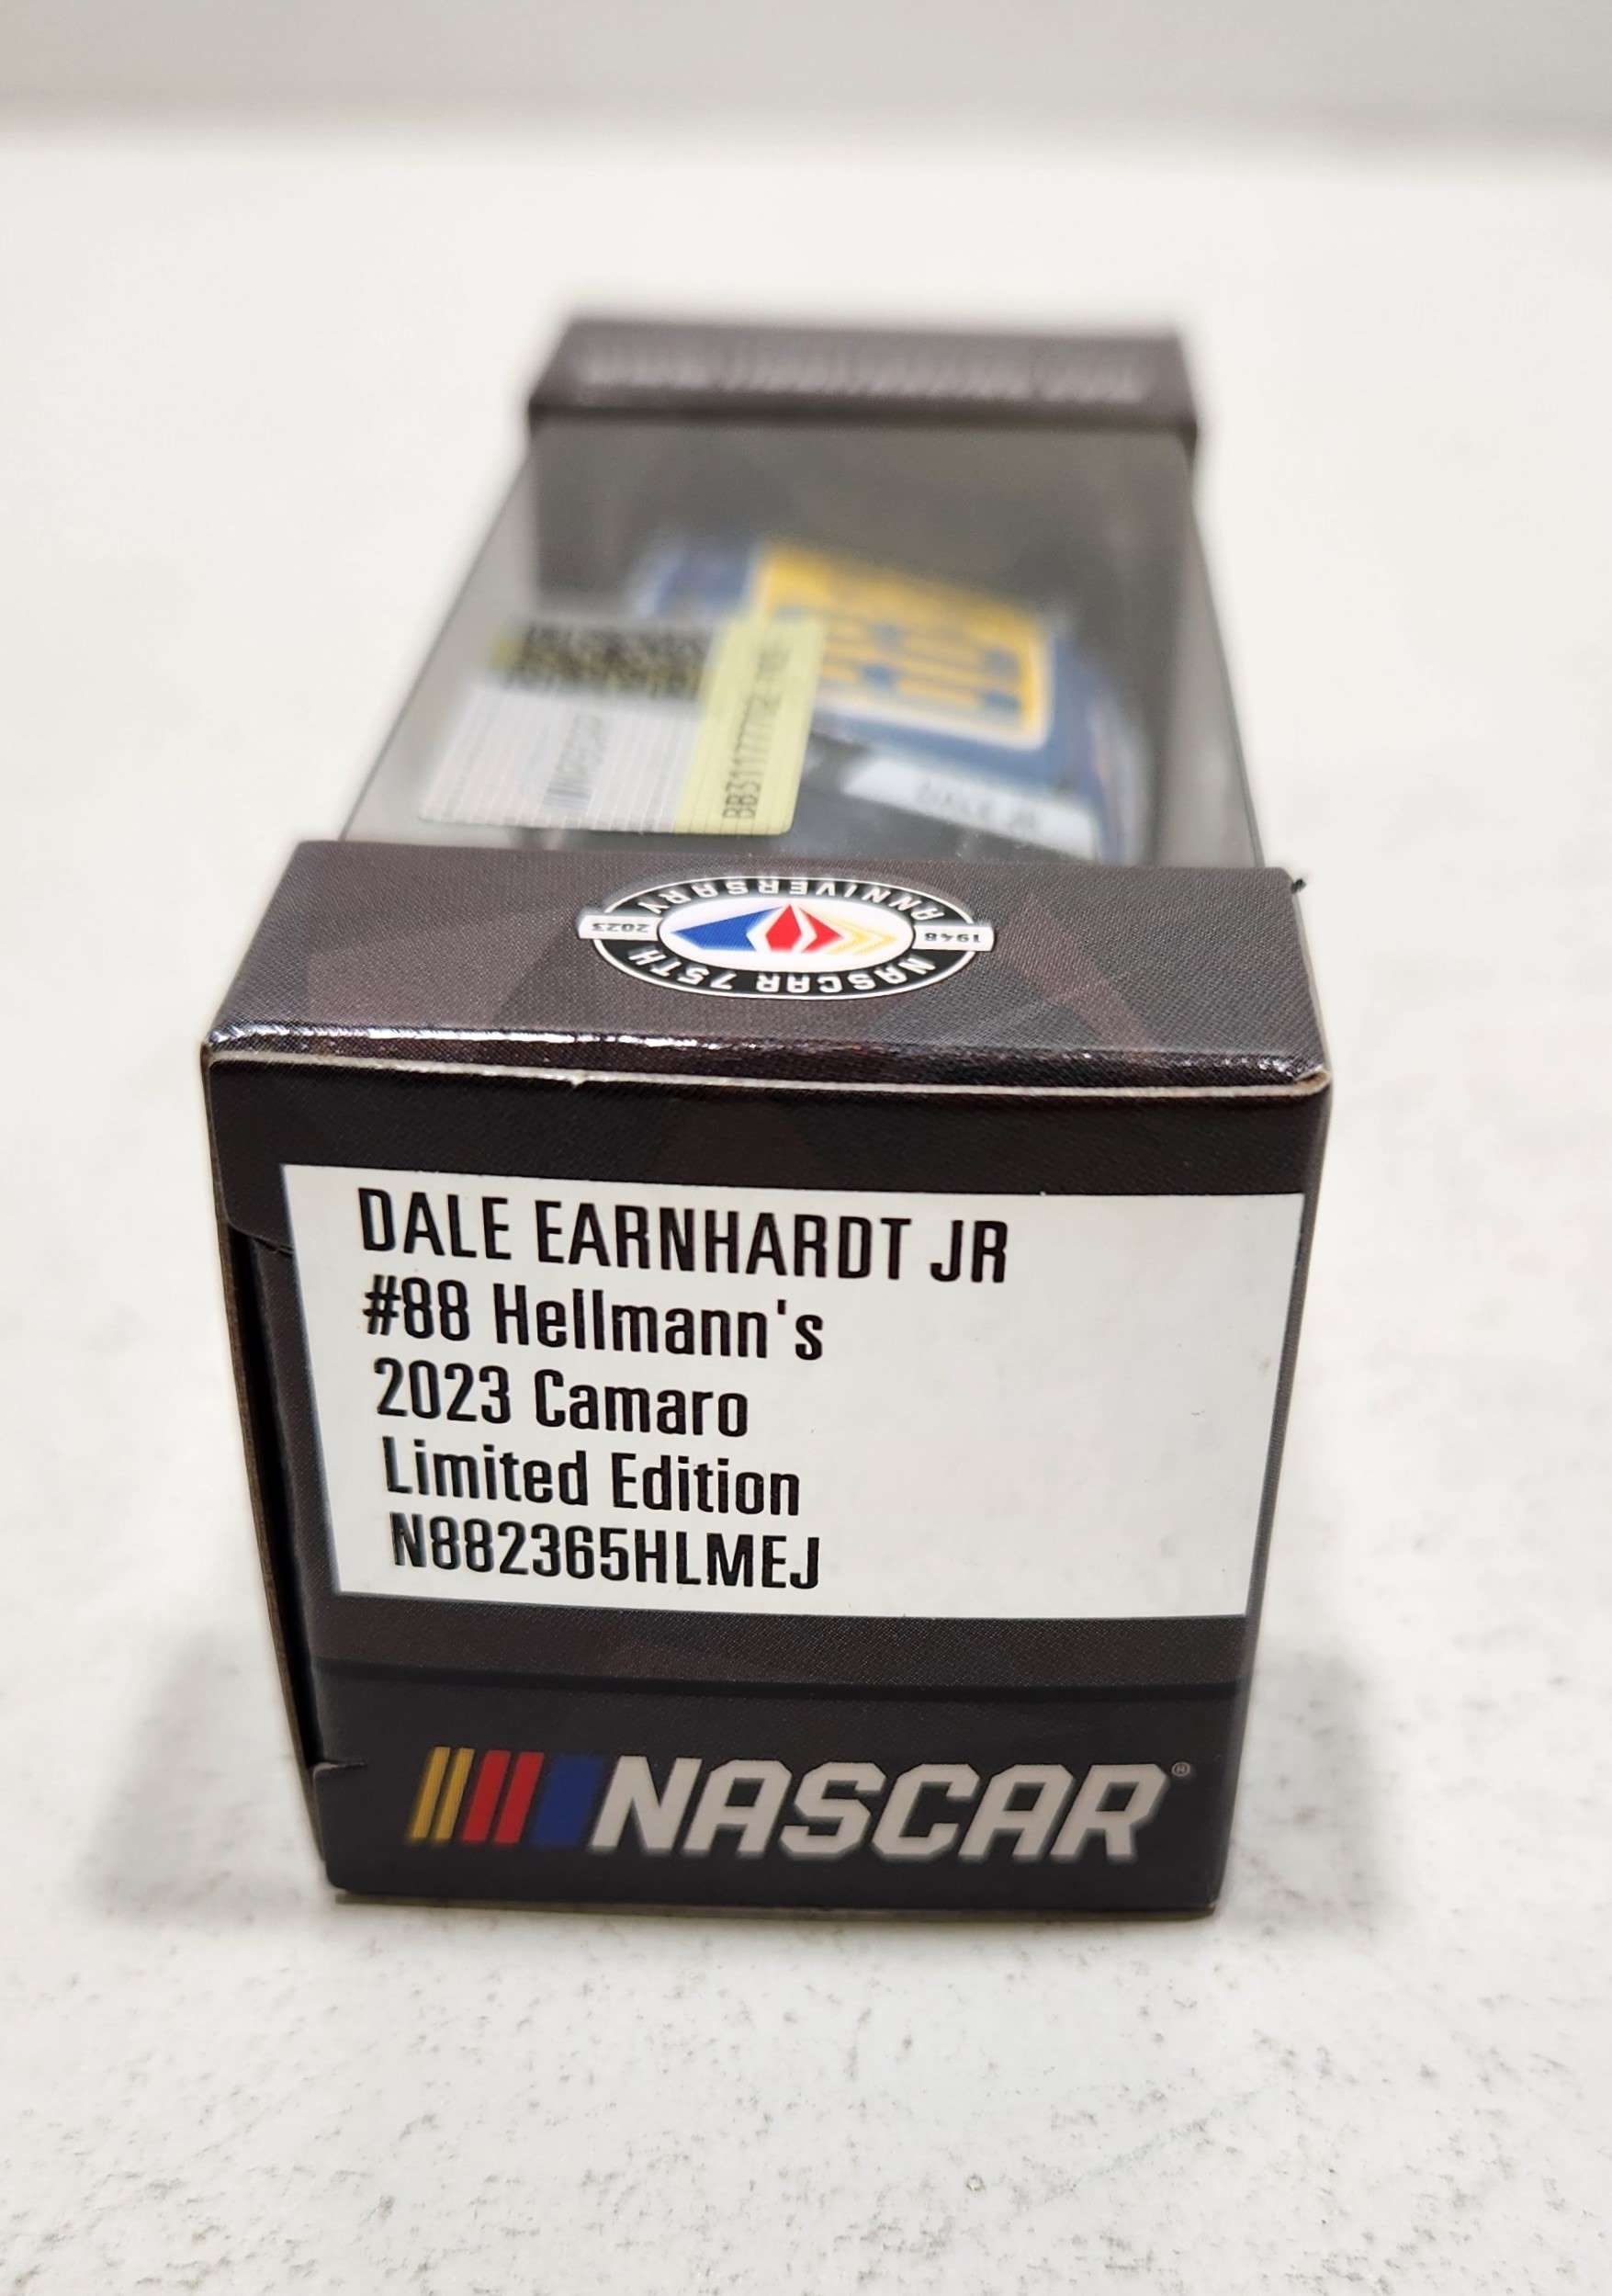 NASCAR 75TH
ANNIVERSARY
1948
2023
DALE EARNHARDT JR
#88 Hellmann's
2023 Camaro
Limited Edition
N882365HLMEJ
NASCAR®